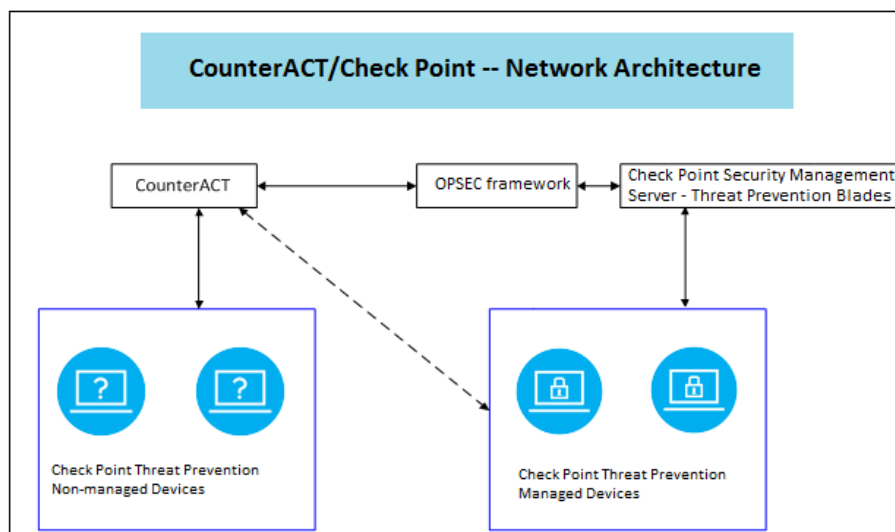 CounterACT/Check Point -- Network Architecture
CounterACT
OPSEC framework
Check Point Security Management
Server - Threat Prevention Blades
?
?
Check Point Threat Prevention
Non-managed Devices
Check Point Threat Prevention
Managed Devices